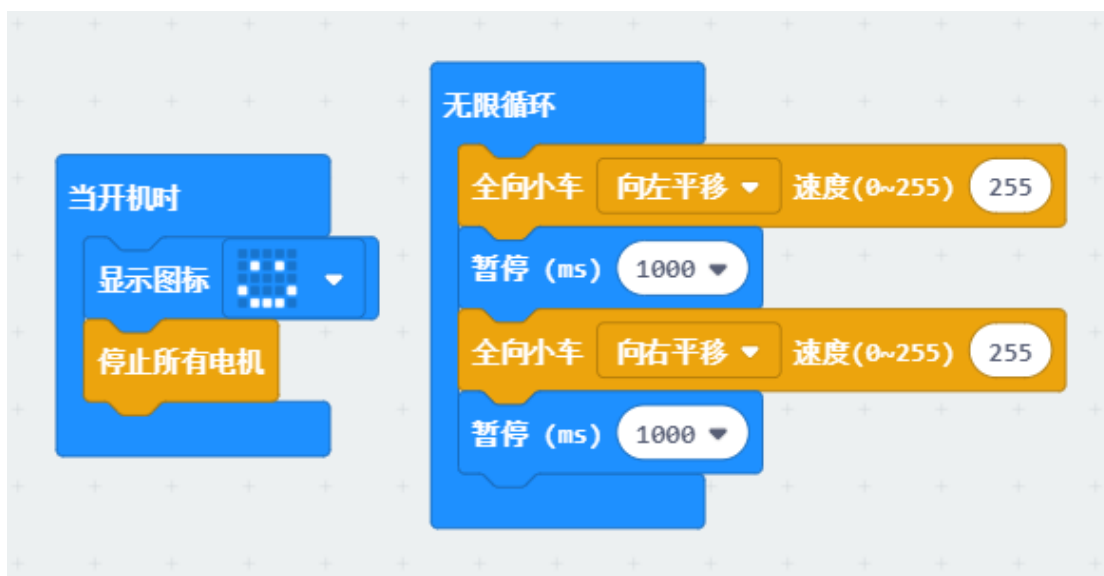 当开机时
显示图标
停止所有电机
无限循环
全向小车 向左平移 速度(0~255) 255
暂停 (ms) 1000
全向小车 向右平移 速度(0~255) 255
暂停 (ms) 1000